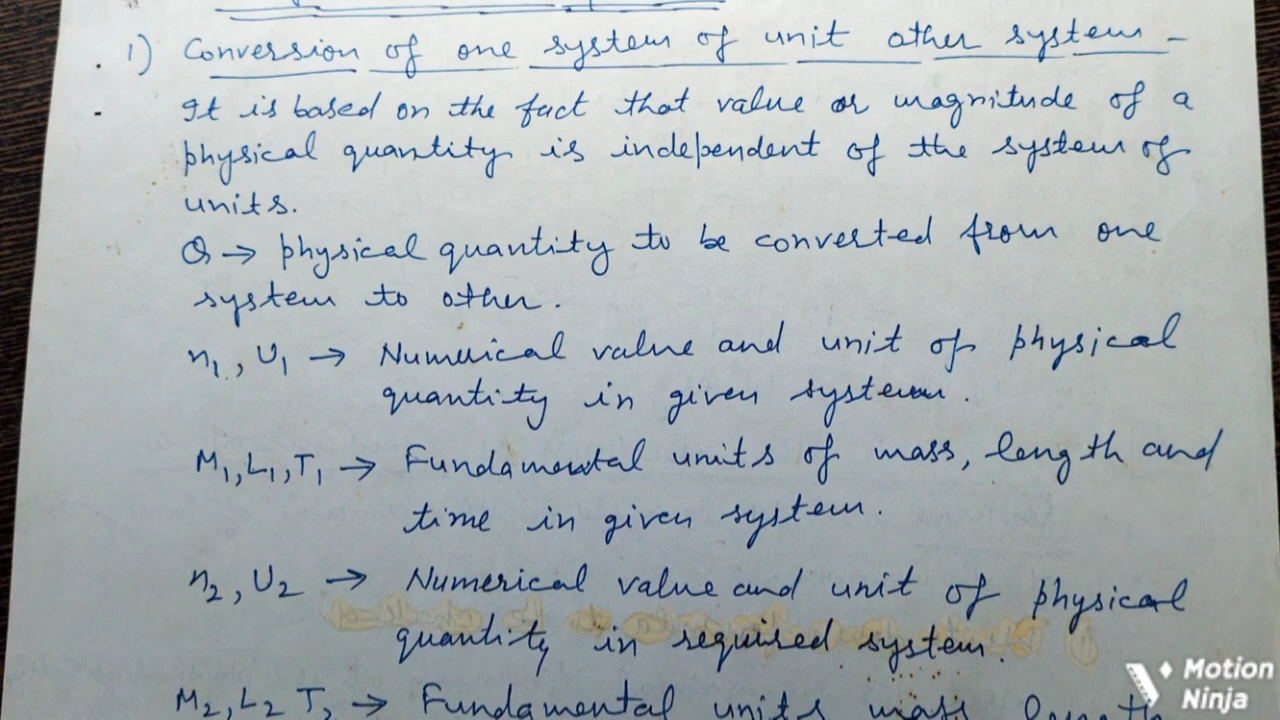 1) Conversion of one system of unit other system -
It is based on the fact that value or magnitude of a
physical quantity is independent of the system of
units.
Q → physical quantity to be converted from one
system to other.
n₁, U₁ → Numerical value and unit of physical
quantity in given system.
M₁, L₁, T₁ → Fundamental units of mass, length and
time in given system.
n₂, U₂ → Numerical value and unit of physical
quantity in required system.
M₂, L₂ T₂ → Fundamental units mass length
Motion
Ninja